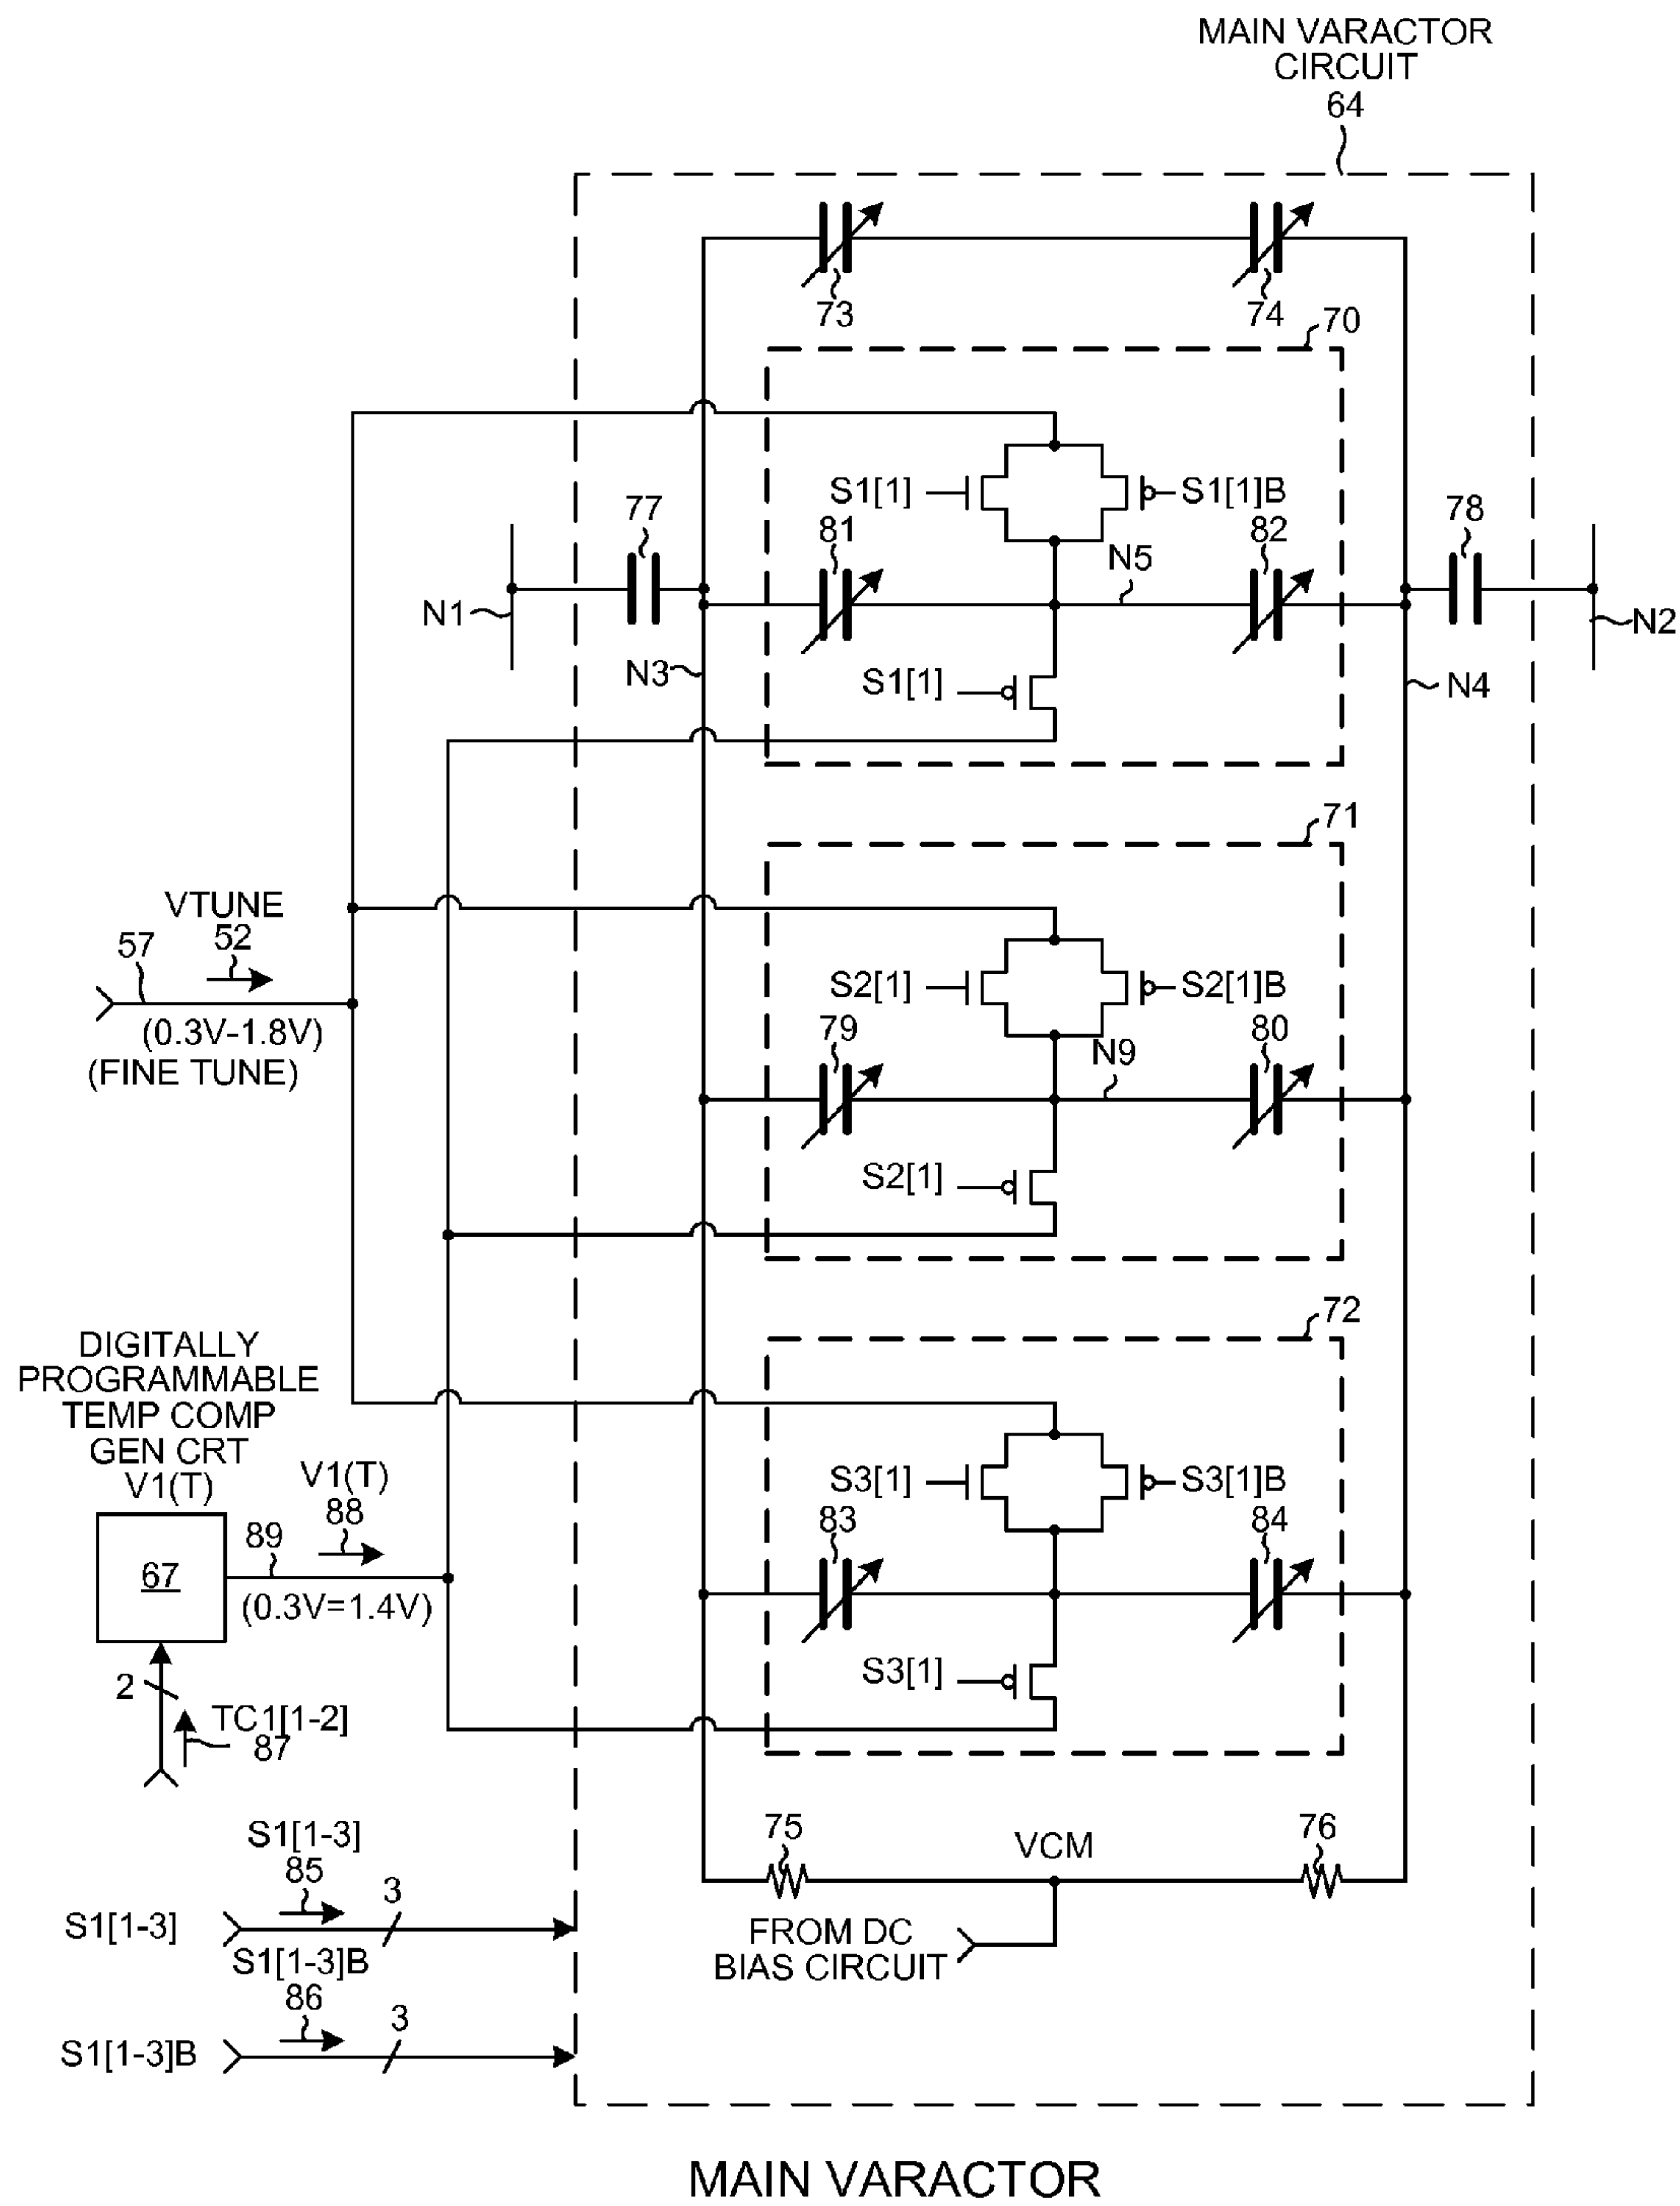 MAIN VARACTOR
CIRCUIT
64
73
74
70
S1[1]
S1[1]B
77
81
82
78
N5
N1
N2
N3
S1[1]
N4
71
VTUNE
52
57
S2[1]
S2[1]B
(0.3V-1.8V)
(FINE TUNE)
79
N9
80
S2[1]
72
DIGITALLY
PROGRAMMABLE
TEMP COMP
GEN CRT
V1(T)
V1(T)
88
89
S3[1]
S3[1]B
83
84
67
(0.3V=1.4V)
S3[1]
2
TC1[1-2]
87
75
VCM
76
S1[1-3]
85
3
S1[1-3]
FROM DC
BIAS CIRCUIT
S1[1-3]B
86
3
S1[1-3]B
MAIN VARACTOR